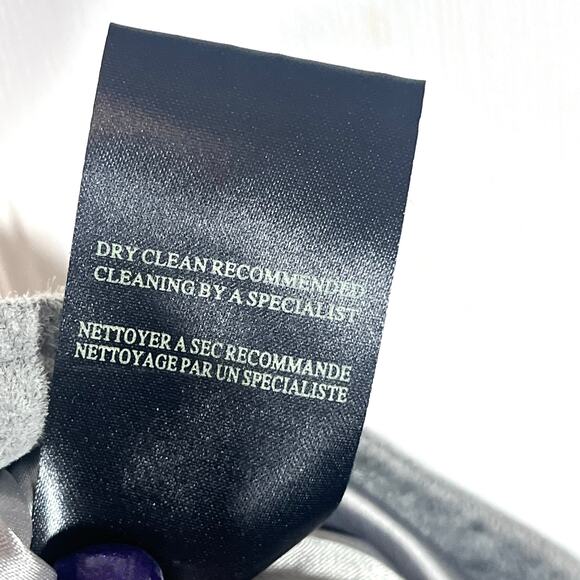 DRY CLEAN RECOMMENDED
CLEANING BY A SPECIALIST
NETTOYER A SEC RECOMMANDE
NETTOYAGE PAR UN SPECIALISTE